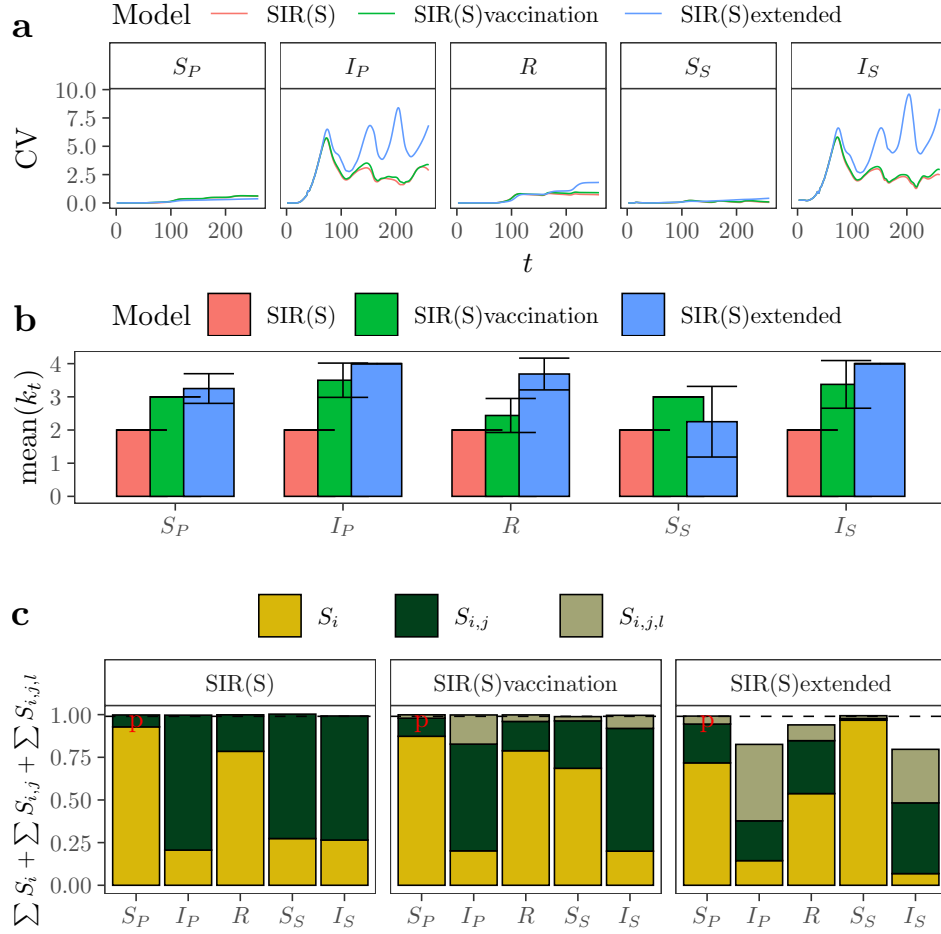 a
Model SIR(S) SIR(S)vaccination SIR(S)extended
S_P I_P R S_S I_S
CV
10.0
7.5
5.0
2.5
0.0
0 100 200 0 100 200 0 100 200 0 100 200 0 100 200
t
b
Model SIR(S) SIR(S)vaccination SIR(S)extended
mean(k_t)
4
3
2
1
0
S_P I_P R S_S I_S
c
S_i S_{i,j} S_{i,j,l}
SIR(S) SIR(S)vaccination SIR(S)extended
∑ S_i + ∑ S_{i,j} + ∑ S_{i,j,l}
1.00
0.75
0.50
0.25
0.00
p p p
S_P I_P R S_S I_S S_P I_P R S_S I_S S_P I_P R S_S I_S